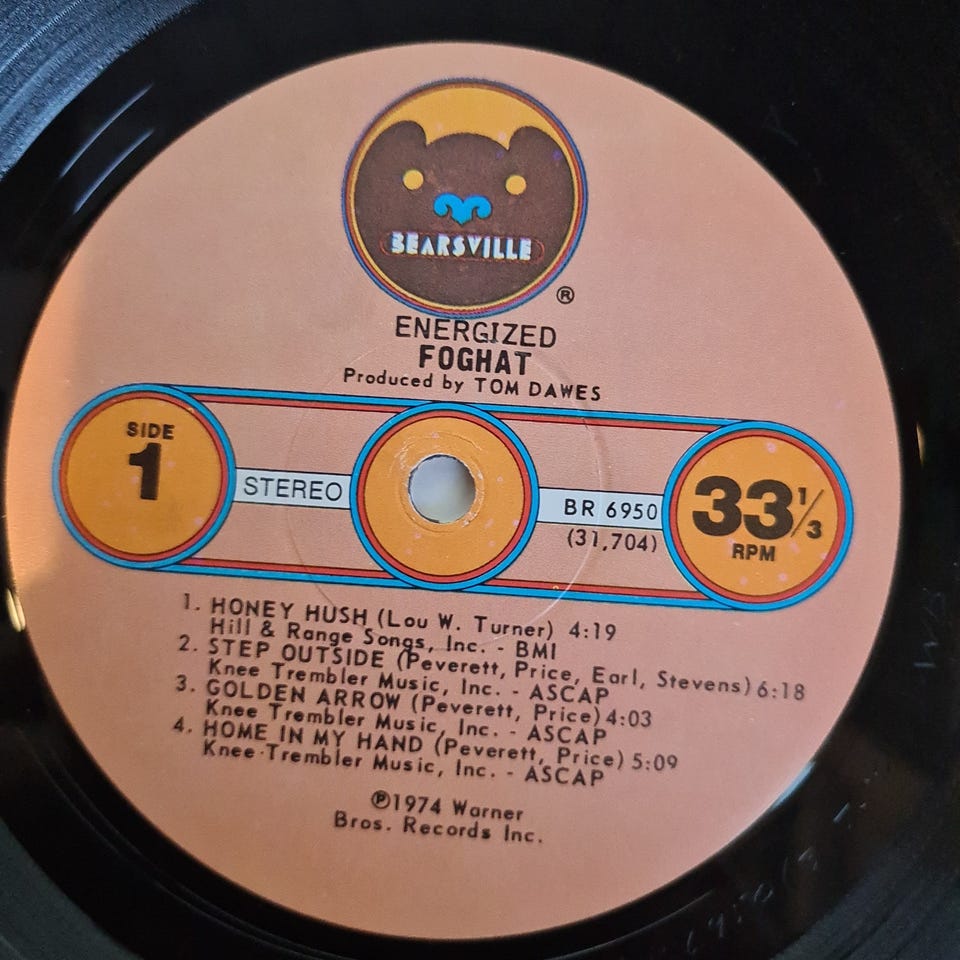 BEARSVILLE
®
ENERGIZED
FOGHAT
Produced by TOM DAWES
SIDE
1
STEREO
BR 6950
(31,704)
33 1/3
RPM
1. HONEY HUSH (Lou W. Turner) 4:19
Hill & Range Songs, Inc. - BMI
2. STEP OUTSIDE (Peverett, Price, Earl, Stevens) 6:18
Knee Trembler Music, Inc. - ASCAP
3. GOLDEN ARROW (Peverett, Price) 4:03
Knee Trembler Music, Inc. - ASCAP
4. HOME IN MY HAND (Peverett, Price) 5:09
Knee Trembler Music, Inc. - ASCAP
℗1974 Warner
Bros. Records Inc.